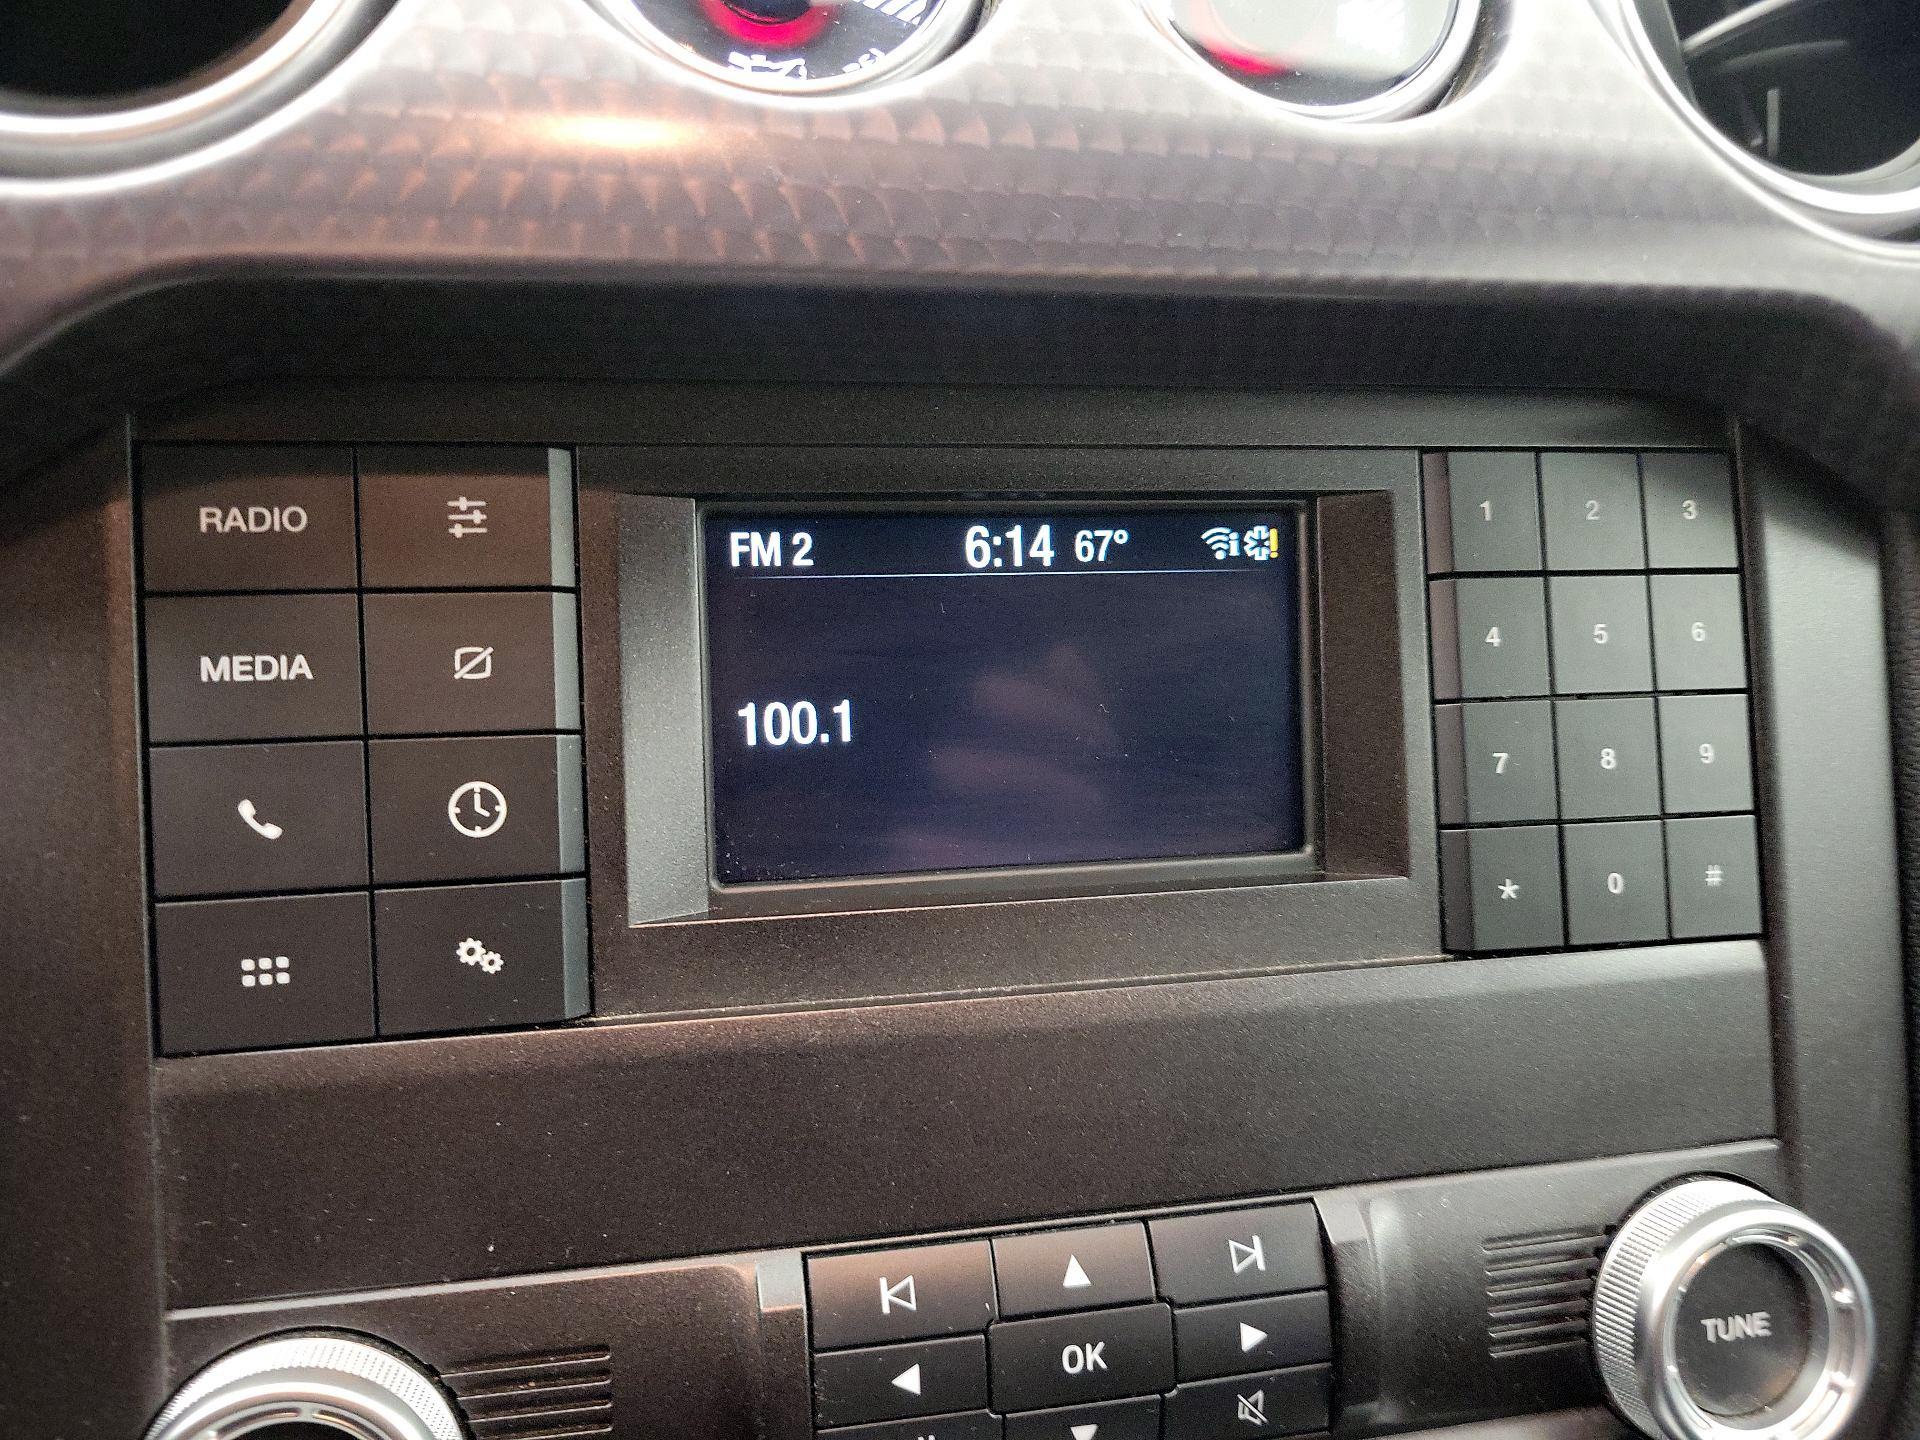 RADIO
MEDIA
FM 2 6:14 67°
100.1
1 2 3
4 5 6
7 8 9
* 0 #
OK
TUNE